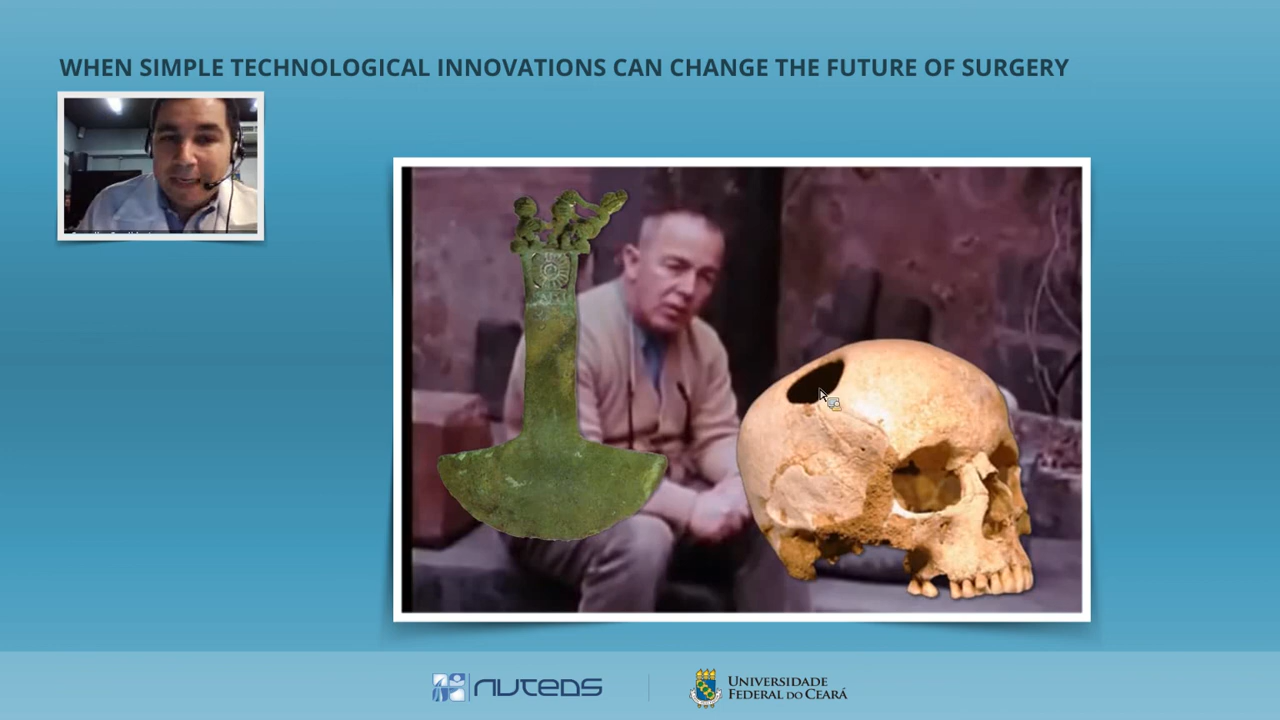 WHEN SIMPLE TECHNOLOGICAL INNOVATIONS CAN CHANGE THE FUTURE OF SURGERY
NUTEDS
UNIVERSIDADE
FEDERAL DO CEARÁ